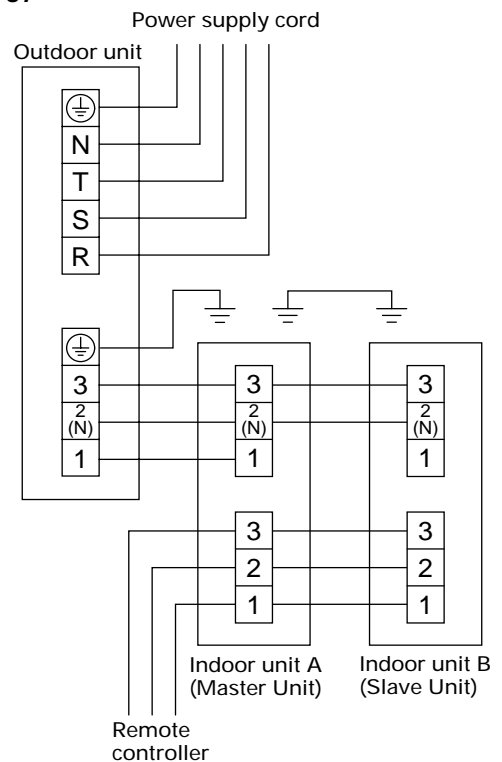 Power supply cord
Outdoor unit
N
T
S
R
3
2
(N)
1
3
2
(N)
1
3
2
(N)
1
3
2
1
3
2
1
Indoor unit A
(Master Unit)
Indoor unit B
(Slave Unit)
Remote
controller